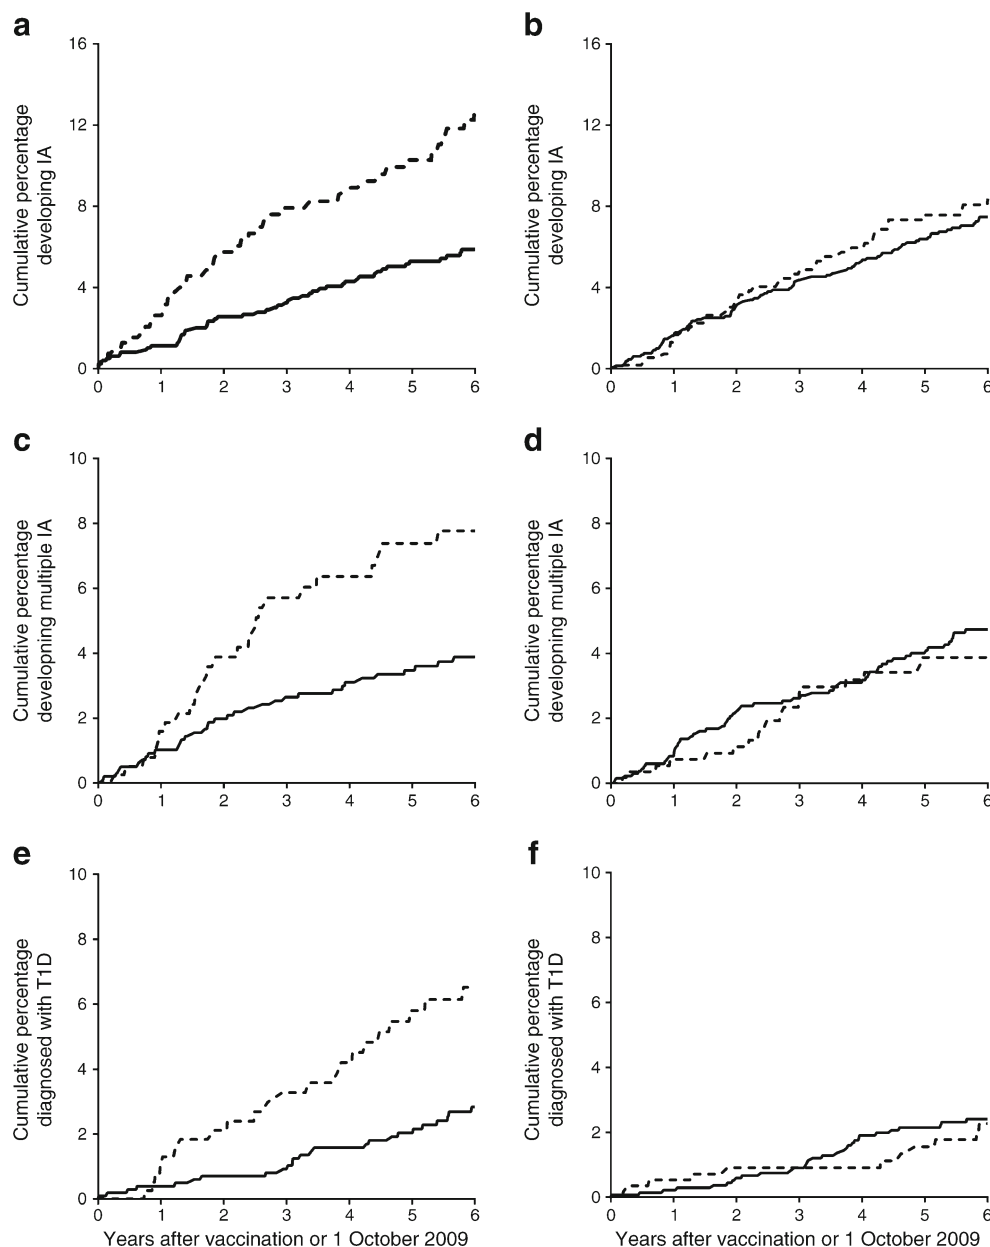 a
b
16
12
8
4
0
Cumulative percentage
developing IA
0 1 2 3 4 5 6
16
12
8
4
0
Cumulative percentage
developing IA
0 1 2 3 4 5 6
c
d
10
8
6
4
2
0
Cumulative percentage
developning multiple IA
0 1 2 3 4 5 6
10
8
6
4
2
0
Cumulative percentage
developning multiple IA
0 1 2 3 4 5 6
e
f
10
8
6
4
2
0
Cumulative percentage
diagnosed with T1D
0 1 2 3 4 5 6
Years after vaccination or 1 October 2009
10
8
6
4
2
0
Cumulative percentage
diagnosed with T1D
0 1 2 3 4 5 6
Years after vaccination or 1 October 2009